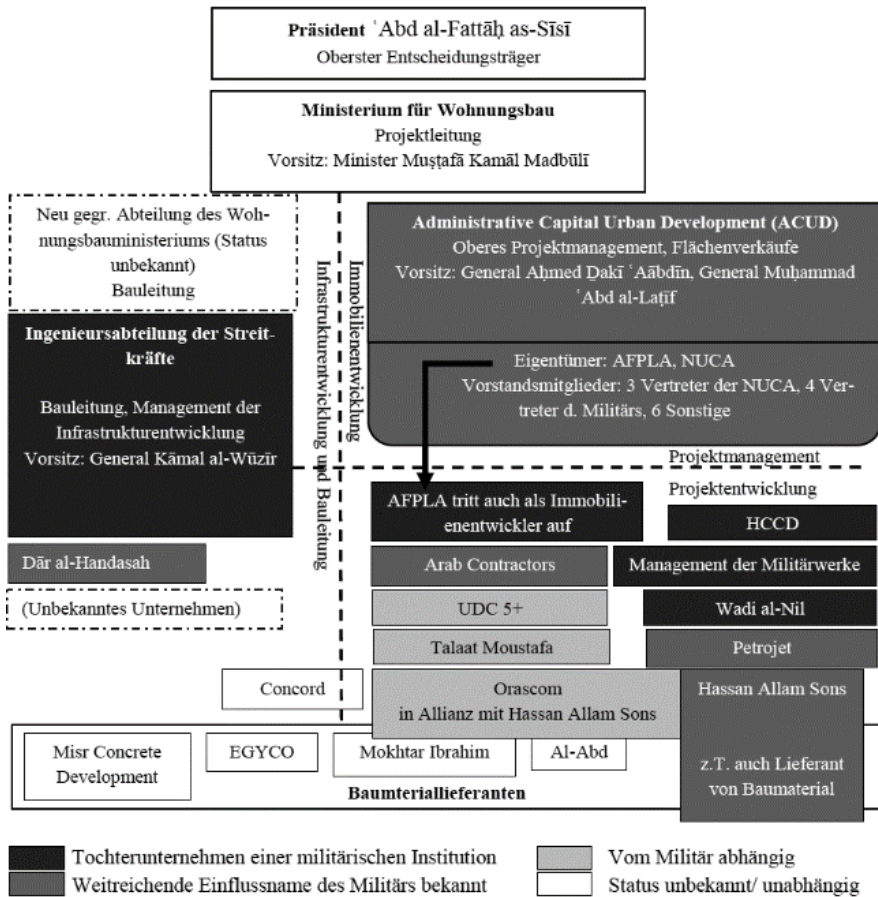 Präsident ʿAbd al-Fattāḥ as-Sīsī
Oberster Entscheidungsträger
Ministerium für Wohnungsbau
Projektleitung
Vorsitz: Minister Muṣṭafā Kamāl Madbūlī
Neu gegr. Abteilung des Woh-
nungsbauministeriums (Status
unbekannt)
Bauleitung
Ingenieursabteilung der Streit-
kräfte
Bauleitung, Management der
Infrastrukturentwicklung
Vorsitz: General Kāmal al-Wūzīr
Dār al-Handasah
(Unbekanntes Unternehmen)
Infrastrukturentwicklung und Bauleitung
Immobilienentwicklung
Administrative Capital Urban Development (ACUD)
Oberes Projektmanagement, Flächenverkäufe
Vorsitz: General Aḥmed Ḏakī ʿAābdīn, General Muḥammad
ʿAbd al-Laṭīf
Eigentümer: AFPLA, NUCA
Vorstandsmitglieder: 3 Vertreter der NUCA, 4 Ver-
treter d. Militärs, 6 Sonstige
Projektmanagement
Projektentwicklung
AFPLA tritt auch als Immobili-
enentwickler auf
HCCD
Arab Contractors
Management der Militärwerke
UDC 5+
Wadi al-Nil
Talaat Moustafa
Petrojet
Concord
Orascom
in Allianz mit Hassan Allam Sons
Hassan Allam Sons
z.T. auch Lieferant
von Baumaterial
Misr Concrete
Development
EGYCO
Mokhtar Ibrahim
Al-Abd
Baumteriallieferanten
Tochterunternehmen einer militärischen Institution
Weitreichende Einflussname des Militärs bekannt
Vom Militär abhängig
Status unbekannt/ unabhängig